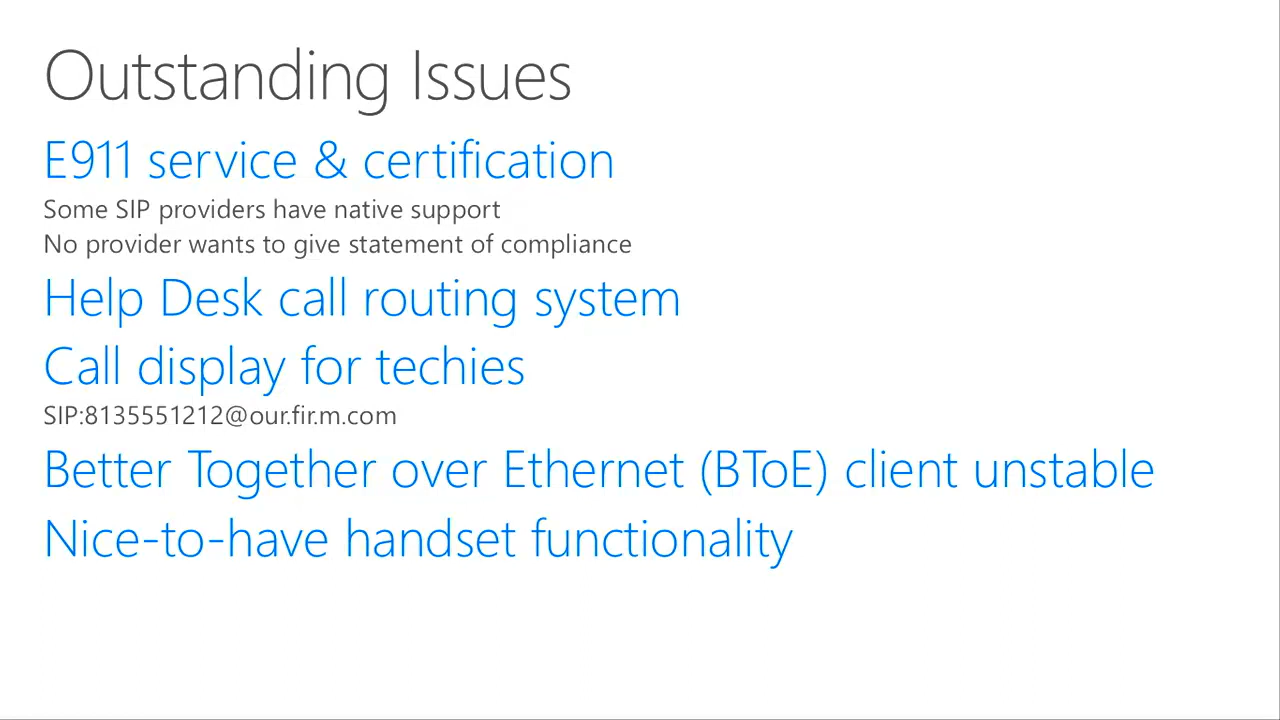 Outstanding Issues
E911 service & certification
Some SIP providers have native support
No provider wants to give statement of compliance
Help Desk call routing system
Call display for techies
SIP:8135551212@our.fir.m.com
Better Together over Ethernet (BToE) client unstable
Nice-to-have handset functionality